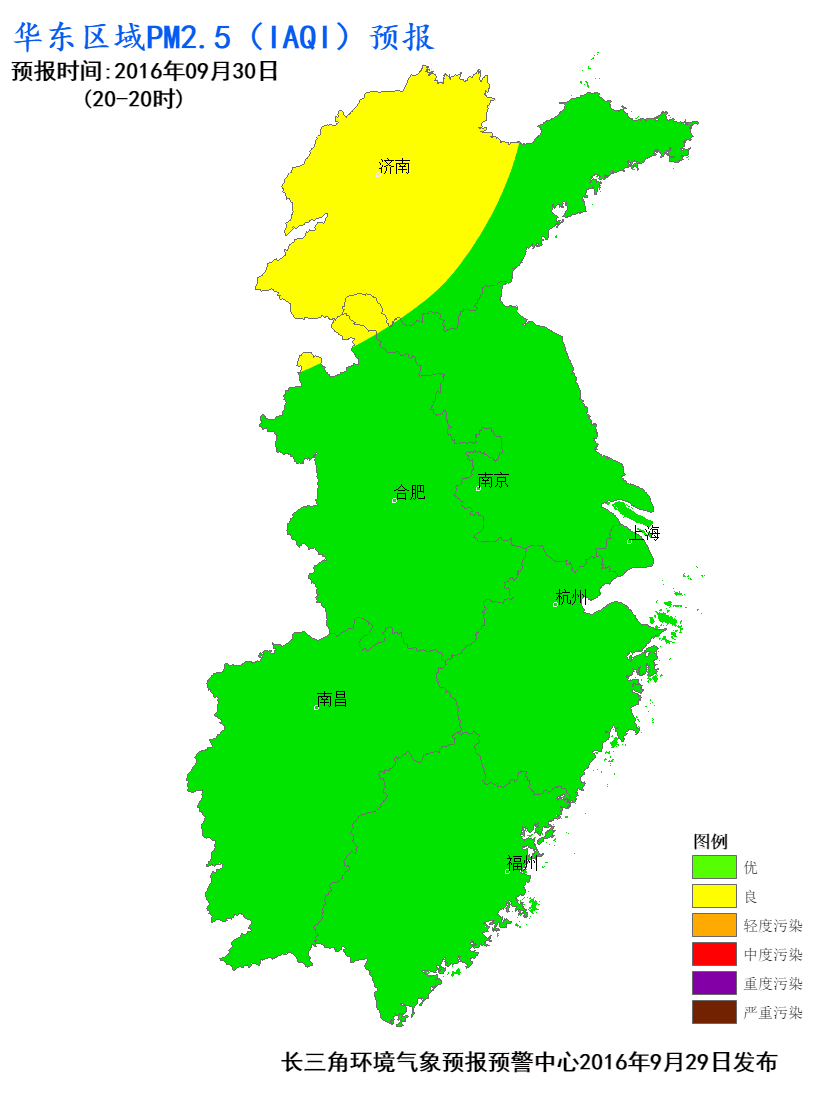 华东区域PM2.5（IAQI）预报
预报时间:2016年09月30日
(20-20时)
济南
南京
合肥
上海
杭州
南昌
福州
图例
优
良
轻度污染
中度污染
重度污染
严重污染
长三角环境气象预报预警中心2016年9月29日发布